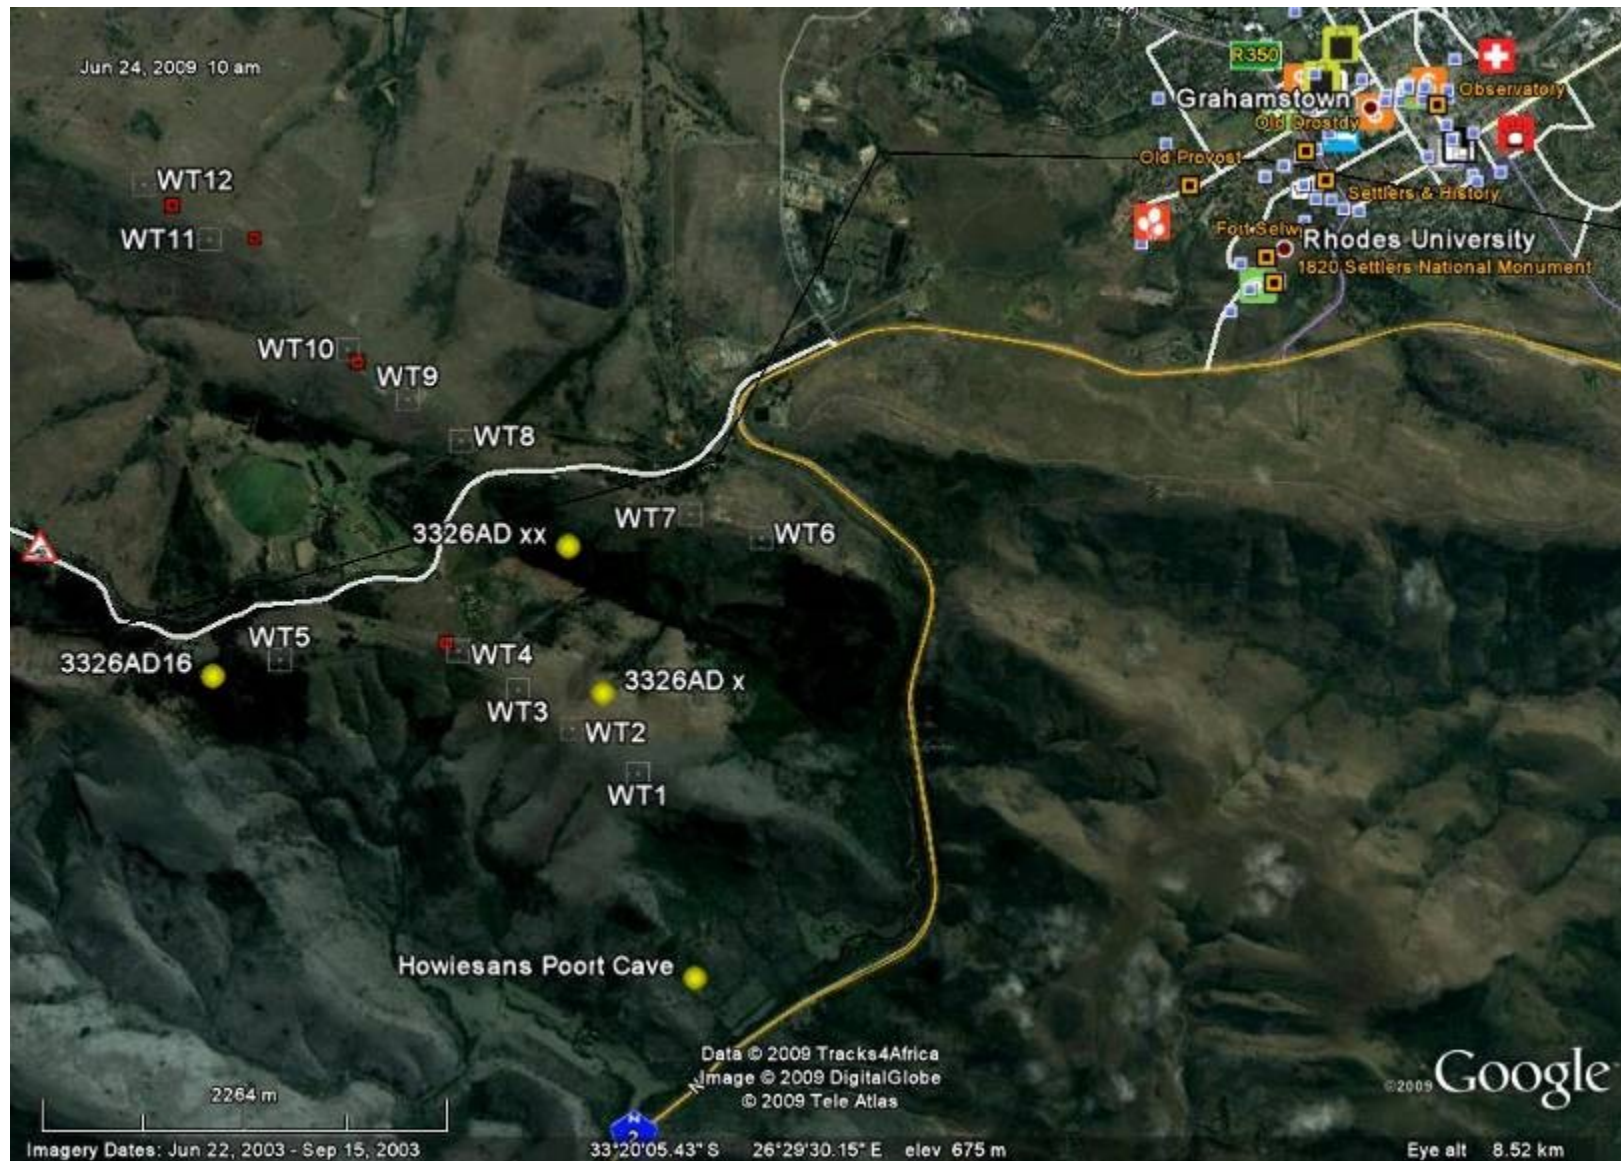 Jun 24, 2009 10 am
R350
Grahamstown
Observatory
Old Drostdy
Old Provost
Settlers & History
Fort Selw
Rhodes University
1820 Settlers National Monument
WT12
WT11
WT10
WT9
WT8
WT7
WT6
3326AD xx
WT5
WT4
3326AD16
3326AD x
WT3
WT2
WT1
Howiesans Poort Cave
N
N
2
Data © 2009 Tracks4Africa
Image © 2009 DigitalGlobe
© 2009 Tele Atlas
©2009 Google
2264 m
Imagery Dates: Jun 22, 2003 - Sep 15, 2003
33°20'05.43" S 26°29'30.15" E elev 675 m
Eye alt 8.52 km